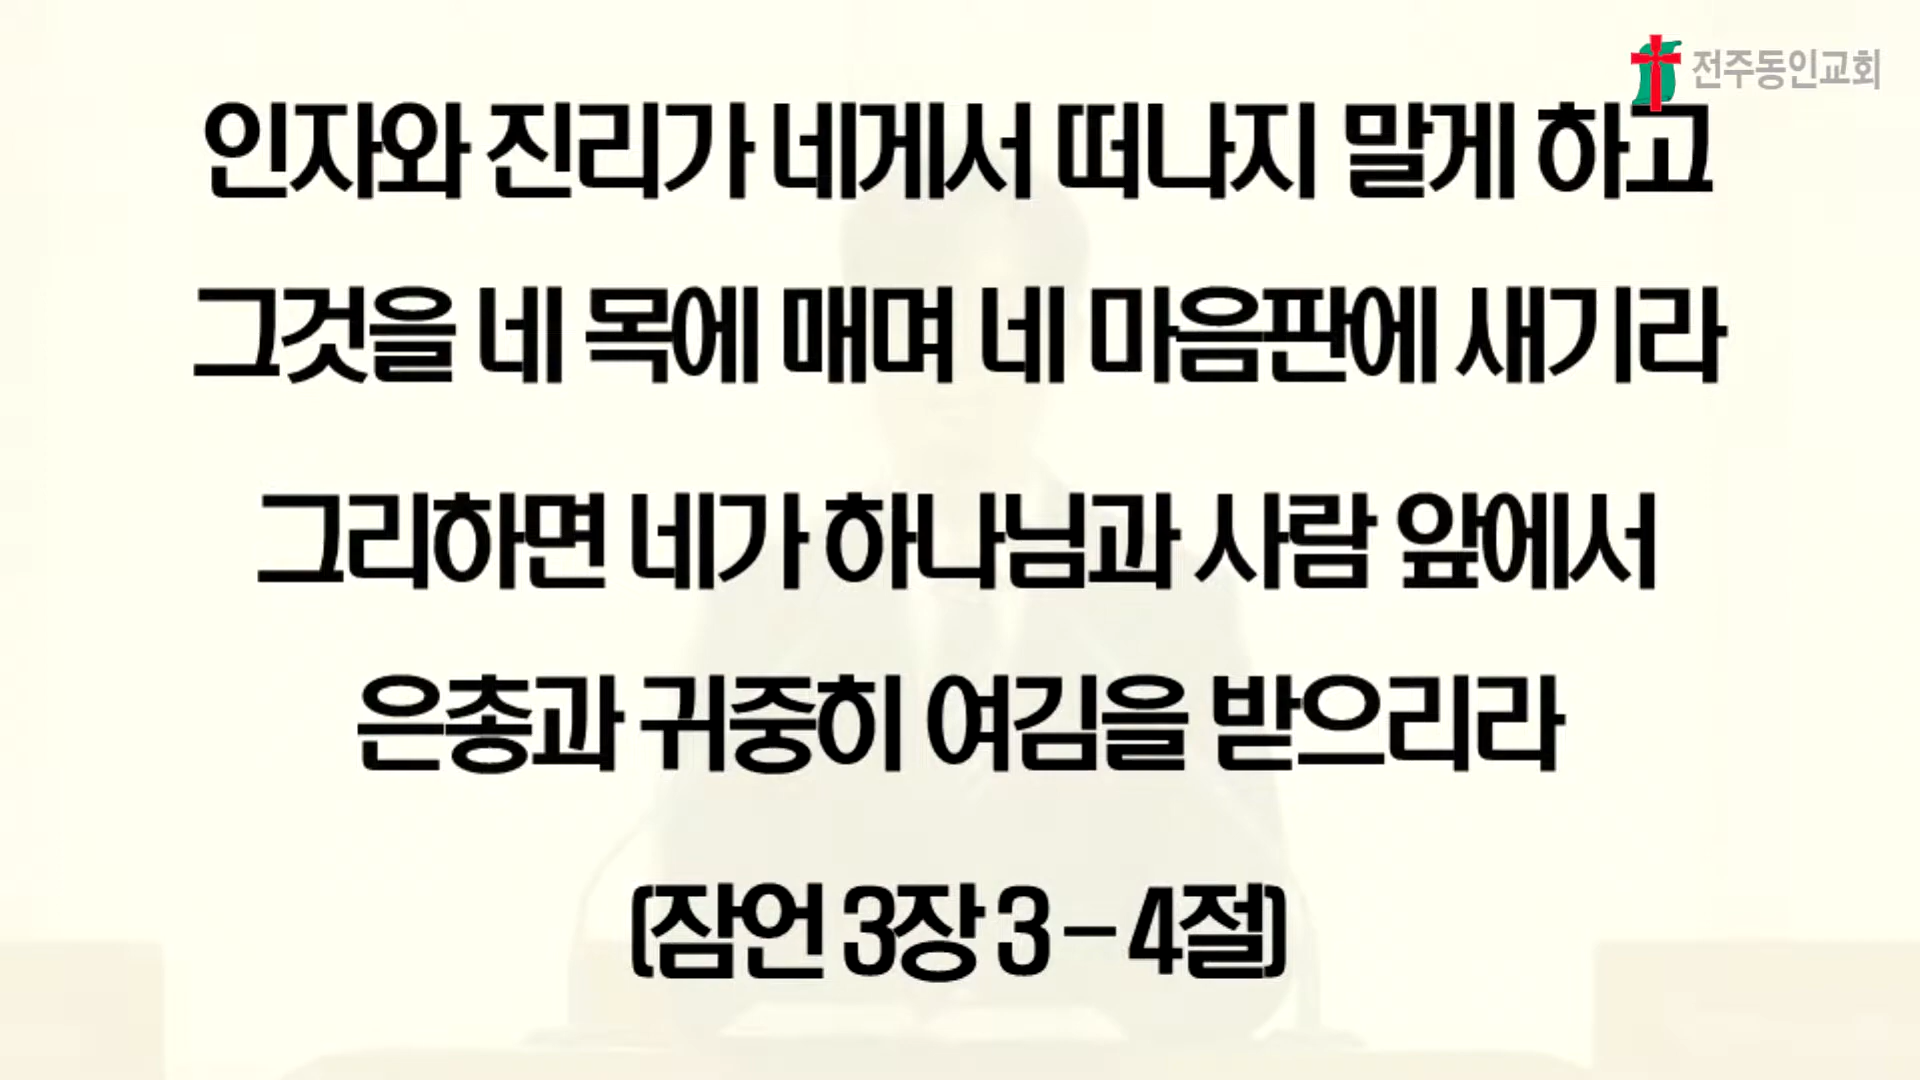 전주동인교회
인자와 진리가 네게서 떠나지 말게 하고
그것을 네 목에 매며 네 마음판에 새기라
그리하면 네가 하나님과 사람 앞에서
은총과 귀중히 여김을 받으리라
(잠언 3장 3 - 4절)